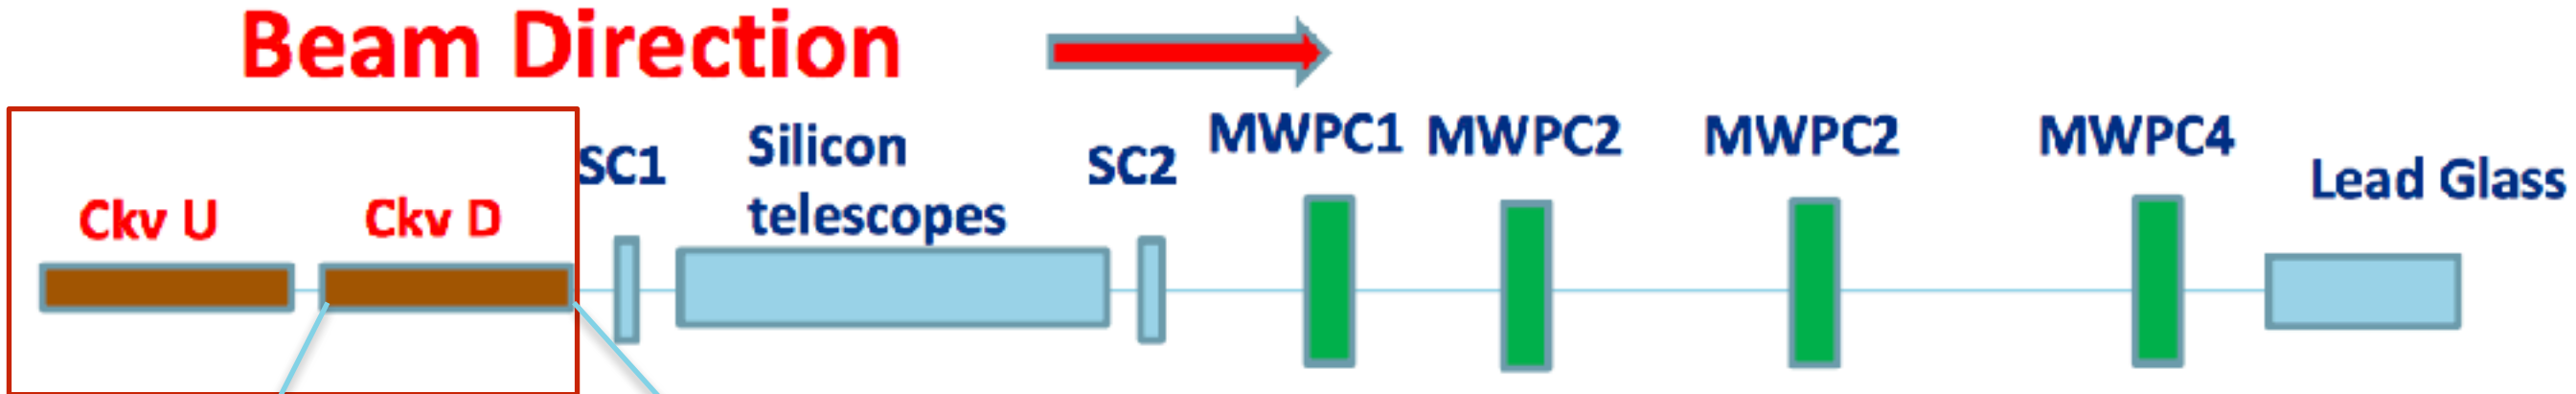 Beam Direction
Ckv U
Ckv D
SC1
Silicon
telescopes
SC2
MWPC1
MWPC2
MWPC2
MWPC4
Lead Glass